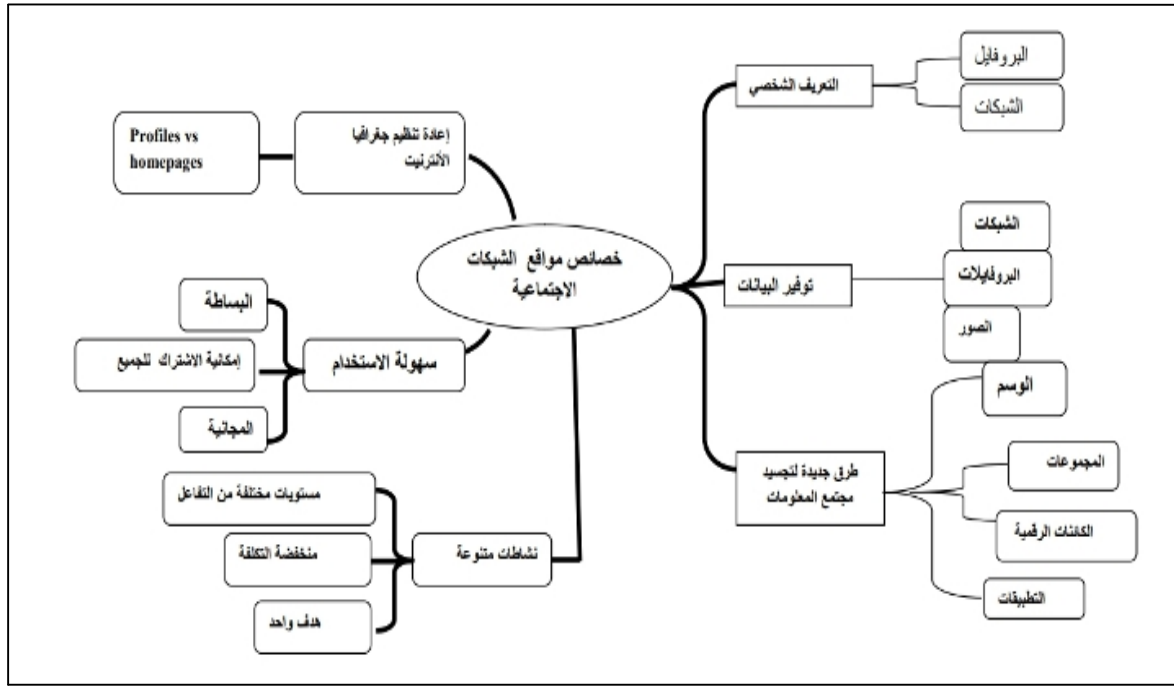 خصائص مواقع الشبكات
الاجتماعية
التعريف الشخصي
البروفايل
الشبكات
توفير البيانات
الشبكات
البروفايلات
الصور
طرق جديدة لتجسيد
مجتمع المعلومات
الوسم
المجموعات
الكائنات الرقمية
التطبيقات
إعادة تنظيم جغرافيا
الأنترنيت
Profiles vs
homepages
سهولة الاستخدام
البساطة
إمكانية الاشتراك للجميع
المجانية
نشاطات متنوعة
مستويات مختلفة من التفاعل
منخفضة التكلفة
هدف واحد